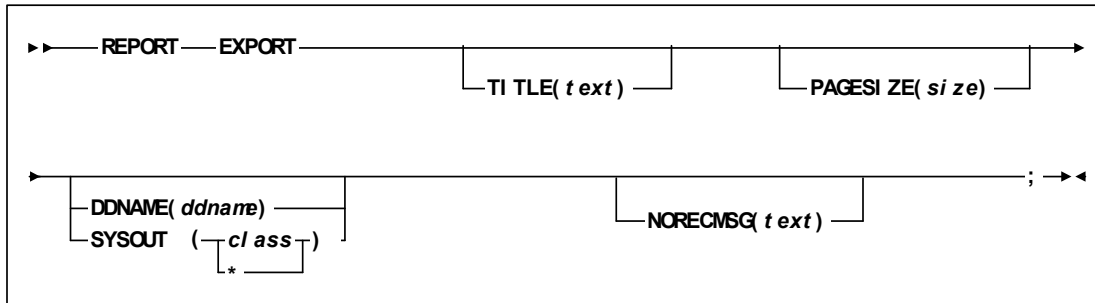 REPORT EXPORT
TITLE(text) PAGESIZE(size)
;
DDNAME(ddname)
NORECMSG(text)
SYSOUT (class)
*